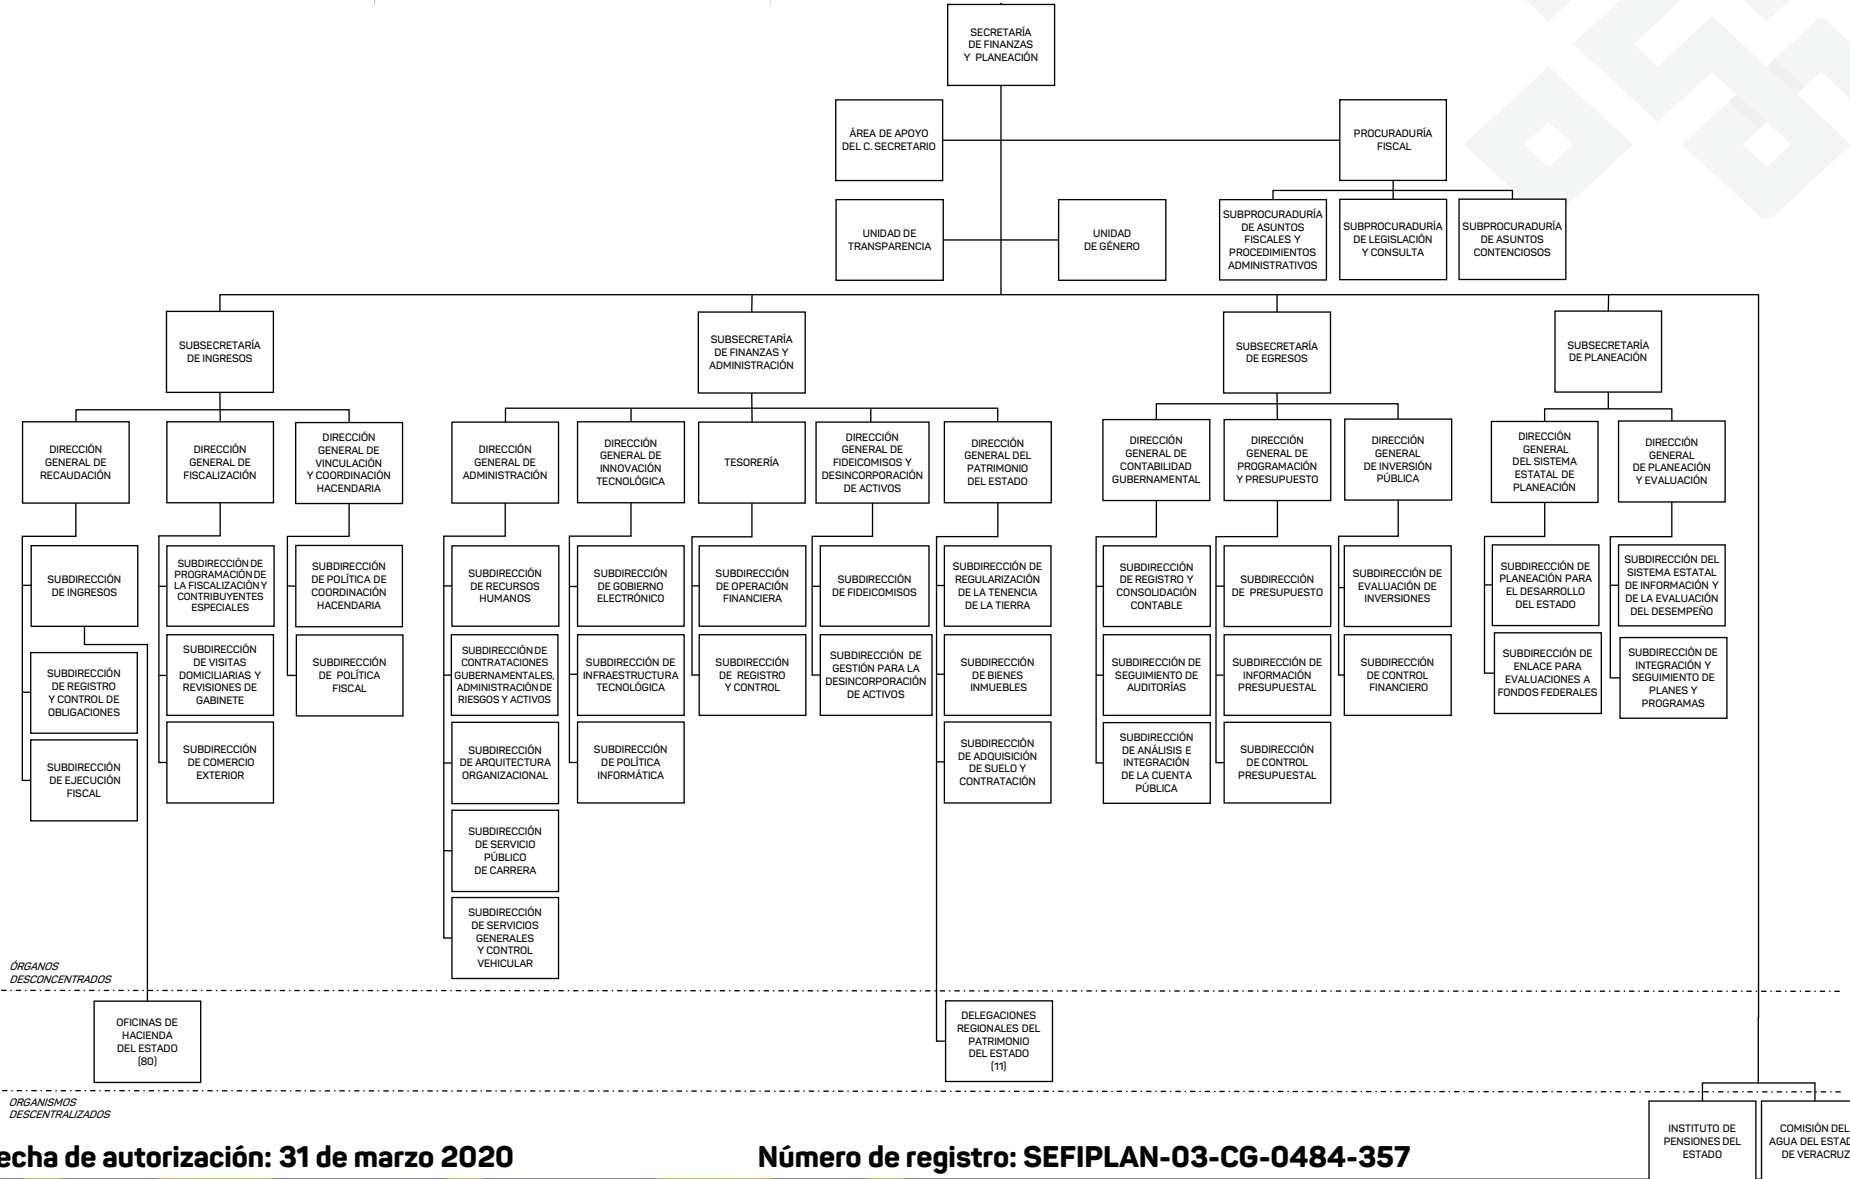 SECRETARÍA
DE FINANZAS
Y PLANEACIÓN
ÁREA DE APOYO
DEL C. SECRETARIO
PROCURADURÍA
FISCAL
UNIDAD DE
TRANSPARENCIA
UNIDAD
DE GÉNERO
SUBPROCURADURÍA
DE ASUNTOS
FISCALES Y
PROCEDIMIENTOS
ADMINISTRATIVOS
SUBPROCURADURÍA
DE LEGISLACIÓN
Y CONSULTA
SUBPROCURADURÍA
DE ASUNTOS
CONTENCIOSOS
SUBSECRETARÍA
DE INGRESOS
SUBSECRETARÍA
DE FINANZAS Y
ADMINISTRACIÓN
SUBSECRETARÍA
DE EGRESOS
SUBSECRETARÍA
DE PLANEACIÓN
DIRECCIÓN
GENERAL DE
RECAUDACIÓN
DIRECCIÓN
GENERAL DE
FISCALIZACIÓN
DIRECCIÓN
GENERAL DE
VINCULACIÓN
Y COORDINACIÓN
HACENDARIA
DIRECCIÓN
GENERAL DE
ADMINISTRACIÓN
DIRECCIÓN
GENERAL DE
INNOVACIÓN
TECNOLÓGICA
TESORERÍA
DIRECCIÓN
GENERAL DE
FIDEICOMISOS Y
DESINCORPORACIÓN
DE ACTIVOS
DIRECCIÓN
GENERAL DEL
PATRIMONIO
DEL ESTADO
DIRECCIÓN
GENERAL DE
CONTABILIDAD
GUBERNAMENTAL
DIRECCIÓN
GENERAL DE
PROGRAMACIÓN
Y PRESUPUESTO
DIRECCIÓN
GENERAL
DE INVERSIÓN
PÚBLICA
DIRECCIÓN
GENERAL
DEL SISTEMA
ESTATAL DE
PLANEACIÓN
DIRECCIÓN
GENERAL
DE PLANEACIÓN
Y EVALUACIÓN
SUBDIRECCIÓN
DE INGRESOS
SUBDIRECCIÓN DE
PROGRAMACIÓN DE
LA FISCALIZACIÓN Y
CONTRIBUYENTES
ESPECIALES
SUBDIRECCIÓN
DE POLÍTICA DE
COORDINACIÓN
HACENDARIA
SUBDIRECCIÓN
DE RECURSOS
HUMANOS
SUBDIRECCIÓN
DE GOBIERNO
ELECTRÓNICO
SUBDIRECCIÓN
DE OPERACIÓN
FINANCIERA
SUBDIRECCIÓN
DE FIDEICOMISOS
SUBDIRECCIÓN DE
REGULARIZACIÓN
DE LA TENENCIA
DE LA TIERRA
SUBDIRECCIÓN
DE REGISTRO Y
CONSOLIDACIÓN
CONTABLE
SUBDIRECCIÓN
DE PRESUPUESTO
SUBDIRECCIÓN DE
EVALUACIÓN DE
INVERSIONES
SUBDIRECCIÓN DE
PLANEACIÓN PARA
EL DESARROLLO
DEL ESTADO
SUBDIRECCIÓN DEL
SISTEMA ESTATAL
DE INFORMACIÓN Y
DE LA EVALUACIÓN
DEL DESEMPEÑO
SUBDIRECCIÓN
DE REGISTRO
Y CONTROL DE
OBLIGACIONES
SUBDIRECCIÓN
DE VISITAS
DOMICILIARIAS Y
REVISIONES DE
GABINETE
SUBDIRECCIÓN
DE POLÍTICA
FISCAL
SUBDIRECCIÓN DE
CONTRATACIONES
GUBERNAMENTALES,
ADMINISTRACIÓN DE
RIESGOS Y ACTIVOS
SUBDIRECCIÓN DE
INFRAESTRUCTURA
TECNOLÓGICA
SUBDIRECCIÓN
DE REGISTRO
Y CONTROL
SUBDIRECCIÓN DE
GESTIÓN PARA LA
DESINCORPORACIÓN
DE ACTIVOS
SUBDIRECCIÓN
DE BIENES
INMUEBLES
SUBDIRECCIÓN
SEGUIMIENTO DE
AUDITORÍAS
SUBDIRECCIÓN DE
INFORMACIÓN
PRESUPUESTAL
SUBDIRECCIÓN
DE CONTROL
FINANCIERO
SUBDIRECCIÓN DE
ENLACE PARA
EVALUACIONES A
FONDOS FEDERALES
SUBDIRECCIÓN DE
INTEGRACIÓN Y
SEGUIMIENTO DE
PLANES Y
PROGRAMAS
SUBDIRECCIÓN
DE EJECUCIÓN
FISCAL
SUBDIRECCIÓN
DE COMERCIO
EXTERIOR
SUBDIRECCIÓN
DE ARQUITECTURA
ORGANIZACIONAL
SUBDIRECCIÓN
DE POLÍTICA
INFORMÁTICA
SUBDIRECCIÓN
DE ADQUISICIÓN
DE SUELO Y
CONTRATACIÓN
SUBDIRECCIÓN
DE ANÁLISIS E
INTEGRACIÓN
DE LA CUENTA
PÚBLICA
SUBDIRECCIÓN
DE CONTROL
PRESUPUESTAL
SUBDIRECCIÓN
DE SERVICIO
PÚBLICO
DE CARRERA
SUBDIRECCIÓN
DE SERVICIOS
GENERALES
Y CONTROL
VEHICULAR
ÓRGANOS
DESCONCENTRADOS
OFICINAS DE
HACIENDA
DEL ESTADO
(80)
DELEGACIONES
REGIONALES DEL
PATRIMONIO
DEL ESTADO
(11)
ORGANISMOS
DESCENTRALIZADOS
INSTITUTO DE
PENSIONES DEL
ESTADO
COMISIÓN DEL
AGUA DEL ESTAD
DE VERACRUZ
echa de autorización: 31 de marzo 2020
Número de registro: SEFIPLAN-03-CG-0484-357